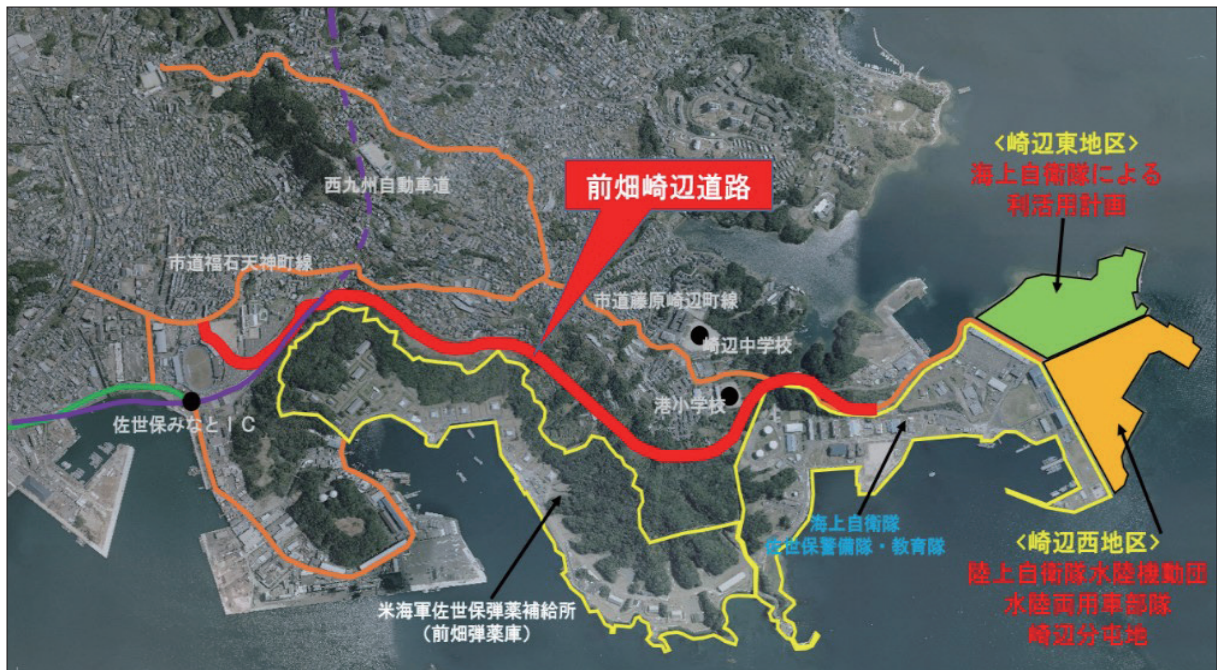 <崎辺東地区>
海上自衛隊による
利活用計画
前畑崎辺道路
西九州自動車道
市道福石天神町線
市道藤原崎辺町線
崎辺中学校
港小学校
佐世保みなとIC
海上自衛隊
佐世保警備隊・教育隊
米海軍佐世保弾薬補給所
(前畑弾薬庫)
<崎辺西地区>
陸上自衛隊水陸機動団
水陸両用車部隊
崎辺分屯地